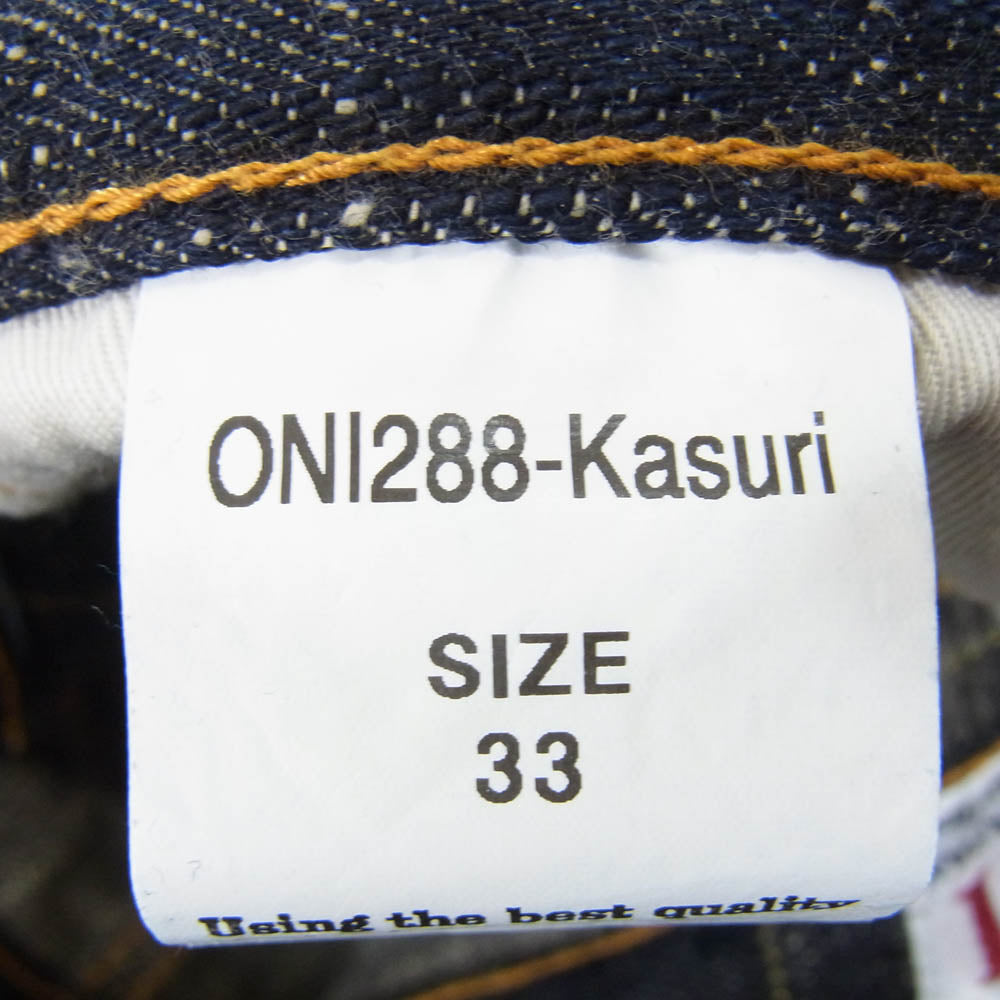 ONI288-Kasuri
SIZE
33
Using the best quality